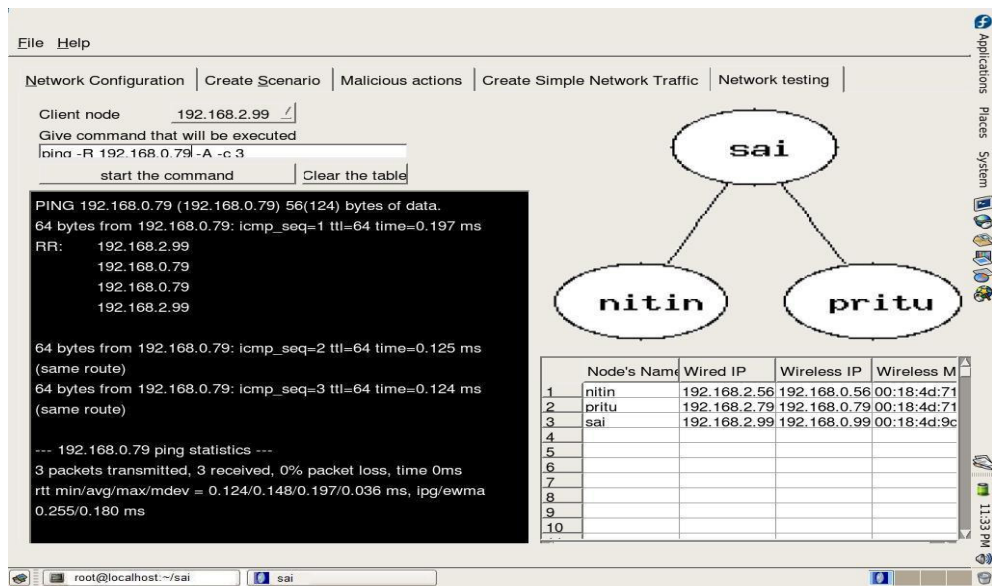 File Help
Network Configuration Create Scenario Malicious actions Create Simple Network Traffic Network testing
Client node 192.168.2.99
Give command that will be executed
ping -R 192.168.0.79 -A -c 3
start the command Clear the table
PING 192.168.0.79 (192.168.0.79) 56(124) bytes of data.
64 bytes from 192.168.0.79: icmp_seq=1 ttl=64 time=0.197 ms
RR: 192.168.2.99
192.168.0.79
192.168.0.79
192.168.2.99
64 bytes from 192.168.0.79: icmp_seq=2 ttl=64 time=0.125 ms
(same route)
64 bytes from 192.168.0.79: icmp_seq=3 ttl=64 time=0.124 ms
(same route)
--- 192.168.0.79 ping statistics ---
3 packets transmitted, 3 received, 0% packet loss, time 0ms
rtt min/avg/max/mdev = 0.124/0.148/0.197/0.036 ms, ipg/ewma
0.255/0.180 ms
sai
nitin pritu
Node's Name Wired IP Wireless IP Wireless M
1 nitin 192.168.2.56 192.168.0.56 00:18:4d:71
2 pritu 192.168.2.79 192.168.0.79 00:18:4d:71
3 sai 192.168.2.99 192.168.0.99 00:18:4d:9c
4
5
6
7
8
9
10
Applications Places System
11:33 PM
root@localhost:~/sai sai